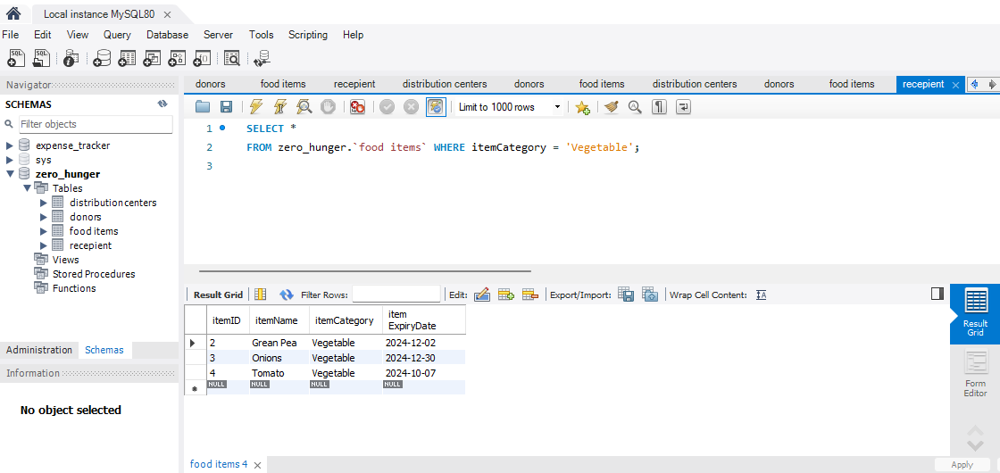 Local instance MySQL80
File Edit View Query Database Server Tools Scripting Help
Navigator
SCHEMAS
Filter objects
expense_tracker
sys
zero_hunger
Tables
distributioncenters
donors
food items
recepient
Views
Stored Procedures
Functions
Administration Schemas
Information
No object selected
donors food items recepient distribution centers donors food items distribution centers donors food items recepient
Limit to 1000 rows
1 SELECT *
2 FROM zero_hunger.`food items` WHERE itemCategory = 'Vegetable';
3
Result Grid Filter Rows: Edit: Export/Import: Wrap Cell Content: IA
itemID itemName itemCategory item
ExpiryDate
2 Grean Pea Vegetable 2024-12-02
3 Onions Vegetable 2024-12-30
4 Tomato Vegetable 2024-10-07
NULL NULL NULL NULL
Result
Grid
Form
Editor
food items 4
Apply